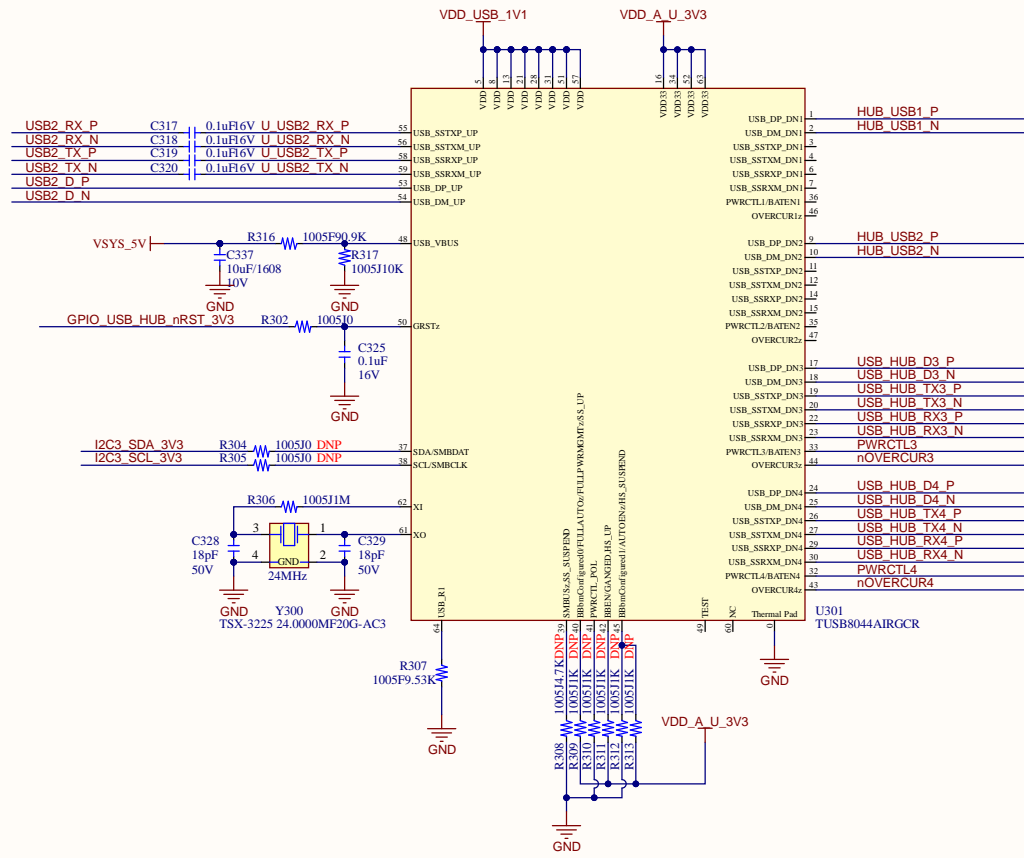 VDD_USB_1V1
VDD_A_U_3V3
5 8 13 21 28 31 51 57
16 34 52 63
VDD VDD VDD VDD VDD VDD VDD VDD
VDD33 VDD33 VDD33 VDD33
USB2_RX_P C317 0.1uF16V U_USB2_RX_P 55 USB_SSTXP_UP
USB2_RX_N C318 0.1uF16V U_USB2_RX_N 56 USB_SSTXM_UP
USB2_TX_P C319 0.1uF16V U_USB2_TX_P 58 USB_SSRXP_UP
USB2_TX_N C320 0.1uF16V U_USB2_TX_N 59 USB_SSRXM_UP
USB2_D_P 53 USB_DP_UP
USB2_D_N 54 USB_DM_UP
VSYS_5V R316 1005F90.9K 48 USB_VBUS
C337
10uF/1608
10V
R317
1005J10K
GND GND
GPIO_USB_HUB_nRST_3V3 R302 1005J0 50 GRSTz
C325
0.1uF
16V
GND
I2C3_SDA_3V3 R304 1005J0 DNP 37 SDA/SMBDAT
I2C3_SCL_3V3 R305 1005J0 DNP 38 SCL/SMBCLK
R306 1005J1M 62 XI
3 1 61 XO
4 GND 2
C328
18pF
50V
24MHz
C329
18pF
50V
GND GND
Y300
TSX-3225 24.0000MF20G-AC3
USB_R1
64
R307
1005F9.53K
GND
USB_DP_DN1 1 HUB_USB1_P
USB_DM_DN1 2 HUB_USB1_N
USB_SSTXP_DN1 3
USB_SSTXM_DN1 4
USB_SSRXP_DN1 6
USB_SSRXM_DN1 7
PWRCTL1/BATEN1 36
OVERCUR1z 46
USB_DP_DN2 9 HUB_USB2_P
USB_DM_DN2 10 HUB_USB2_N
USB_SSTXP_DN2 11
USB_SSTXM_DN2 12
USB_SSRXP_DN2 14
USB_SSRXM_DN2 15
PWRCTL2/BATEN2 35
OVERCUR2z 47
USB_DP_DN3 17 USB_HUB_D3_P
USB_DM_DN3 18 USB_HUB_D3_N
USB_SSTXP_DN3 19 USB_HUB_TX3_P
USB_SSTXM_DN3 20 USB_HUB_TX3_N
USB_SSRXP_DN3 22 USB_HUB_RX3_P
USB_SSRXM_DN3 23 USB_HUB_RX3_N
PWRCTL3/BATEN3 33 PWRCTL3
OVERCUR3z 44 nOVERCUR3
USB_DP_DN4 24 USB_HUB_D4_P
USB_DM_DN4 25 USB_HUB_D4_N
USB_SSTXP_DN4 26 USB_HUB_TX4_P
USB_SSTXM_DN4 27 USB_HUB_TX4_N
USB_SSRXP_DN4 29 USB_HUB_RX4_P
USB_SSRXM_DN4 30 USB_HUB_RX4_N
PWRCTL4/BATEN4 32 PWRCTL4
OVERCUR4z 43 nOVERCUR4
SMBUSz,SS_SUSPEND
PWRCTL_POL
BBEN/GANGED,HS_UP
BBbmConfigured1/AUTOENz/HS_SUSPEND
TEST NC Thermal Pad
39 40 41 42 45 49 60 0
U301
TUSB8044AIRGCR
GND
DNP DNP DNP DNP DNP DNP
1005J4.7K 1005J1K 1005J1K 1005J1K 1005J1K 1005J1K
R308 R309 R310 R311 R312 R313
VDD_A_U_3V3
GND